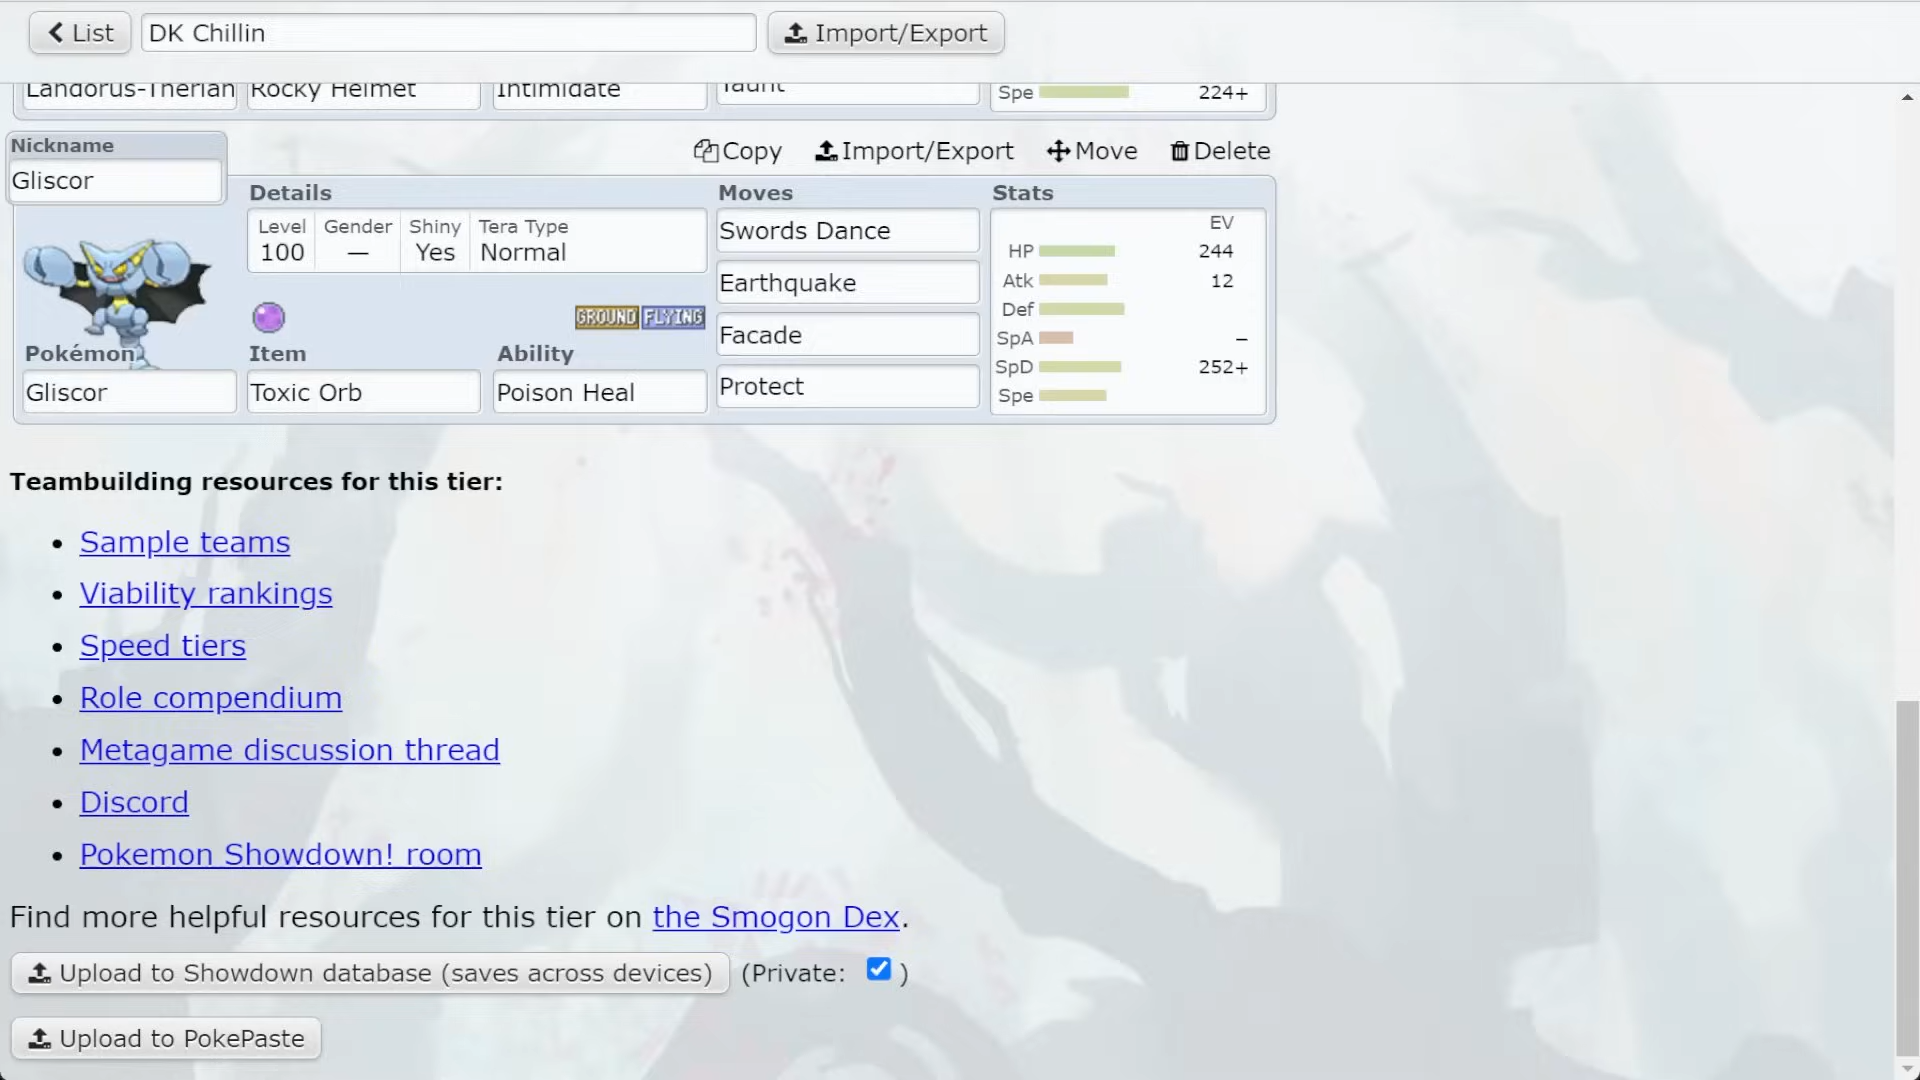 List
DK Chillin
Import/Export
Landorus-Therian
Rocky Helmet
Intimidate
Taunt
Spe 224+
Nickname
Gliscor
Copy
Import/Export
Move
Delete
Details
Level Gender Shiny Tera Type
100 — Yes Normal
GROUND FLYING
Pokémon Item Ability
Gliscor
Toxic Orb
Poison Heal
Moves
Swords Dance
Earthquake
Facade
Protect
Stats
EV
HP 244
Atk 12
Def
SpA –
SpD 252+
Spe
Teambuilding resources for this tier:
• Sample teams
• Viability rankings
• Speed tiers
• Role compendium
• Metagame discussion thread
• Discord
• Pokemon Showdown! room
Find more helpful resources for this tier on the Smogon Dex.
Upload to Showdown database (saves across devices) (Private: )
Upload to PokePaste